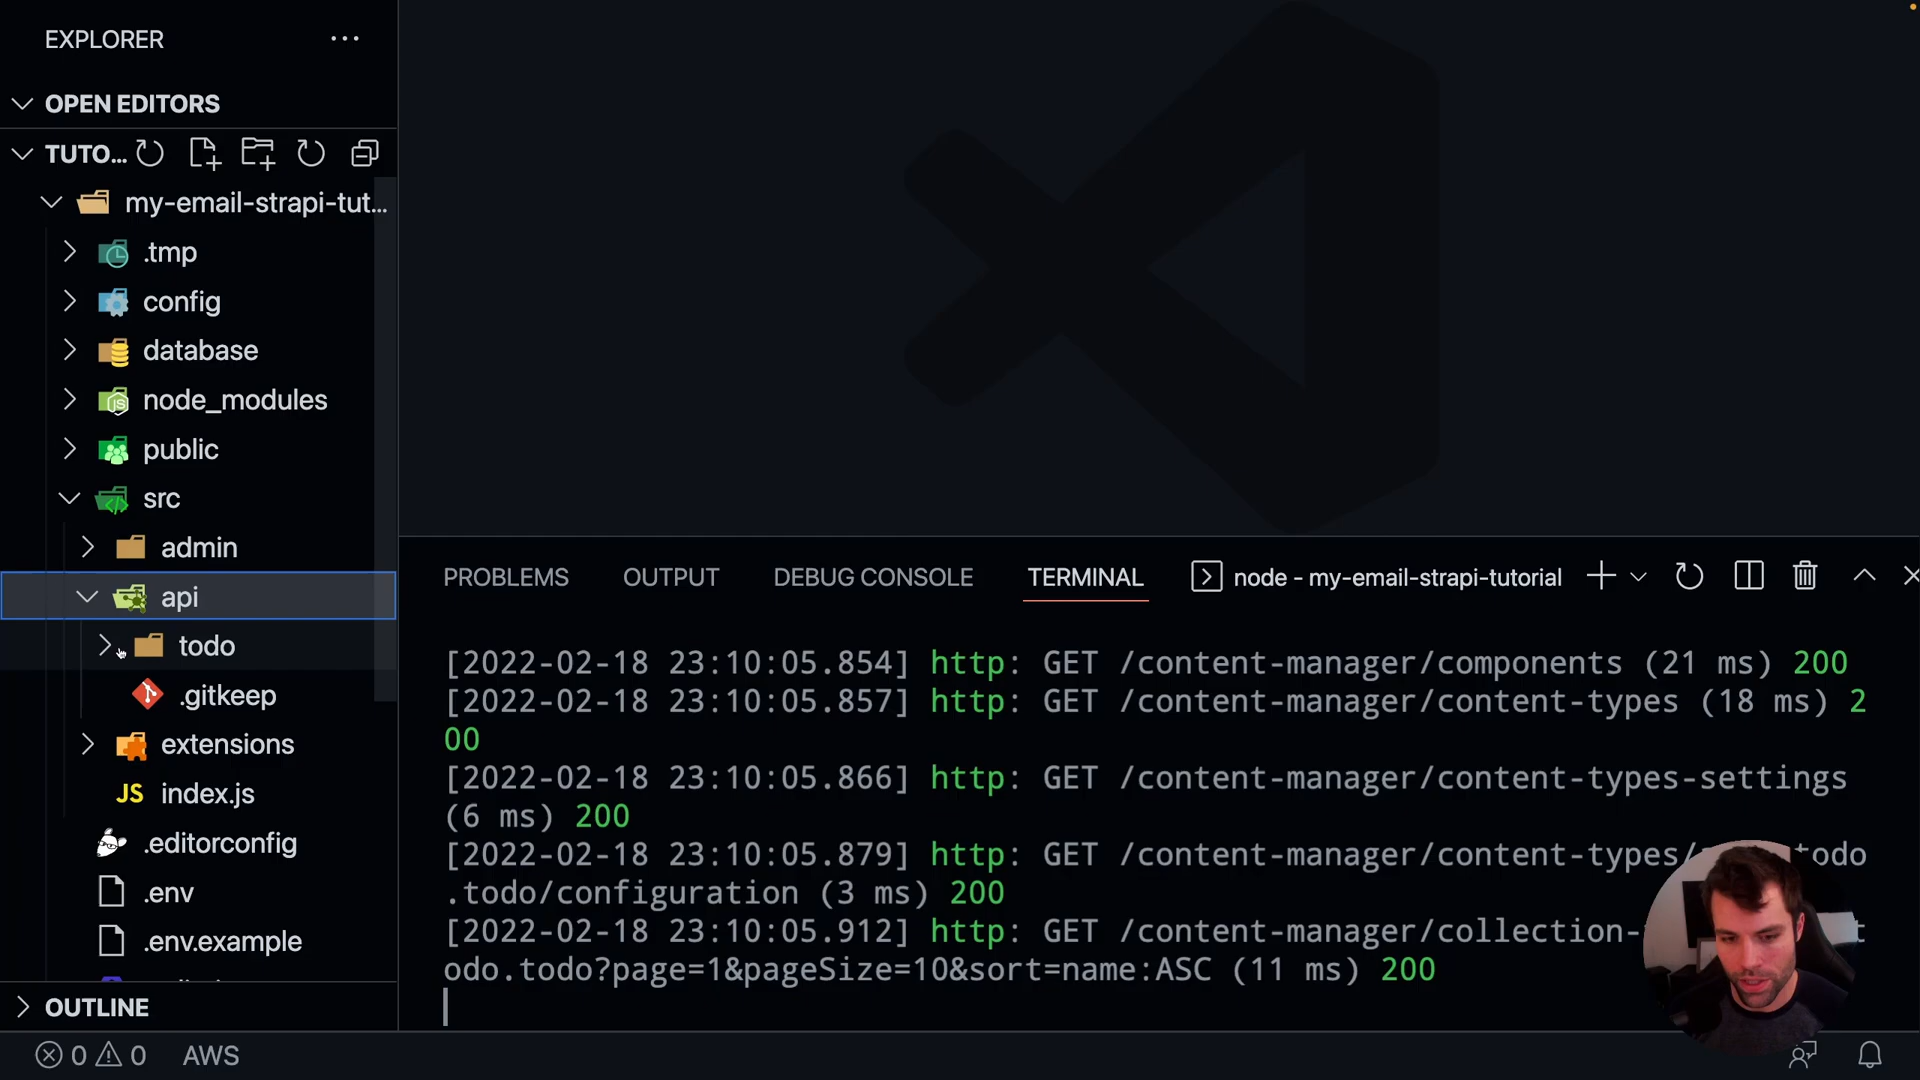 EXPLORER
OPEN EDITORS
TUTO...
my-email-strapi-tut...
.tmp
config
database
node_modules
public
src
admin
api
todo
.gitkeep
extensions
JS index.js
.editorconfig
.env
.env.example
OUTLINE
0 0 AWS
PROBLEMS OUTPUT DEBUG CONSOLE TERMINAL node - my-email-strapi-tutorial
[2022-02-18 23:10:05.854] http: GET /content-manager/components (21 ms) 200
[2022-02-18 23:10:05.857] http: GET /content-manager/content-types (18 ms) 2
00
[2022-02-18 23:10:05.866] http: GET /content-manager/content-types-settings
(6 ms) 200
[2022-02-18 23:10:05.879] http: GET /content-manager/content-types/ todo
.todo/configuration (3 ms) 200
[2022-02-18 23:10:05.912] http: GET /content-manager/collection- t
odo.todo?page=1&pageSize=10&sort=name:ASC (11 ms) 200